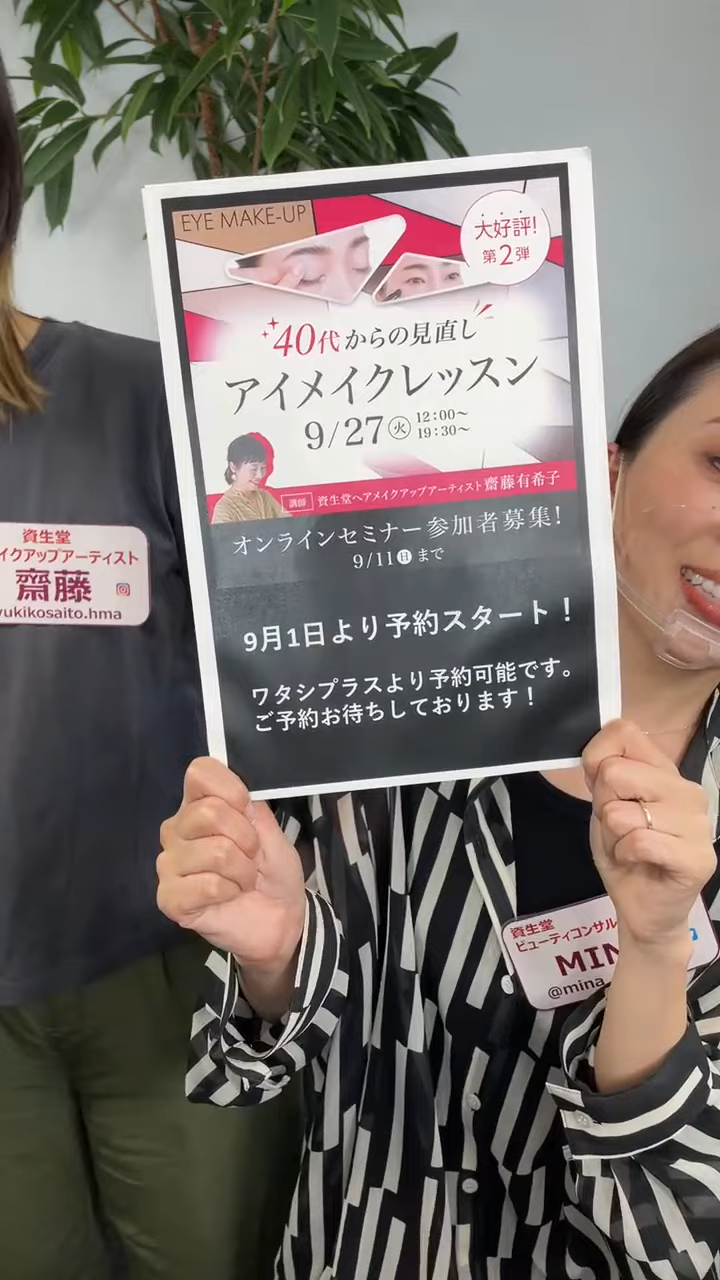 EYE MAKE-UP
大好評!
第2弾
40代からの見直し
アイメイクレッスン
9/27(火) 12:00〜
19:30〜
講師 資生堂ヘアメイクアップアーティスト 齋藤有希子
オンラインセミナー参加者募集!
9/11(日)まで
9月1日より予約スタート!
ワタシプラスより予約可能です。
ご予約お待ちしております!
資生堂
イクアップアーティスト
齋藤
yukikosaito.hma
資生堂
ビューティコンサル
MIN
@mina